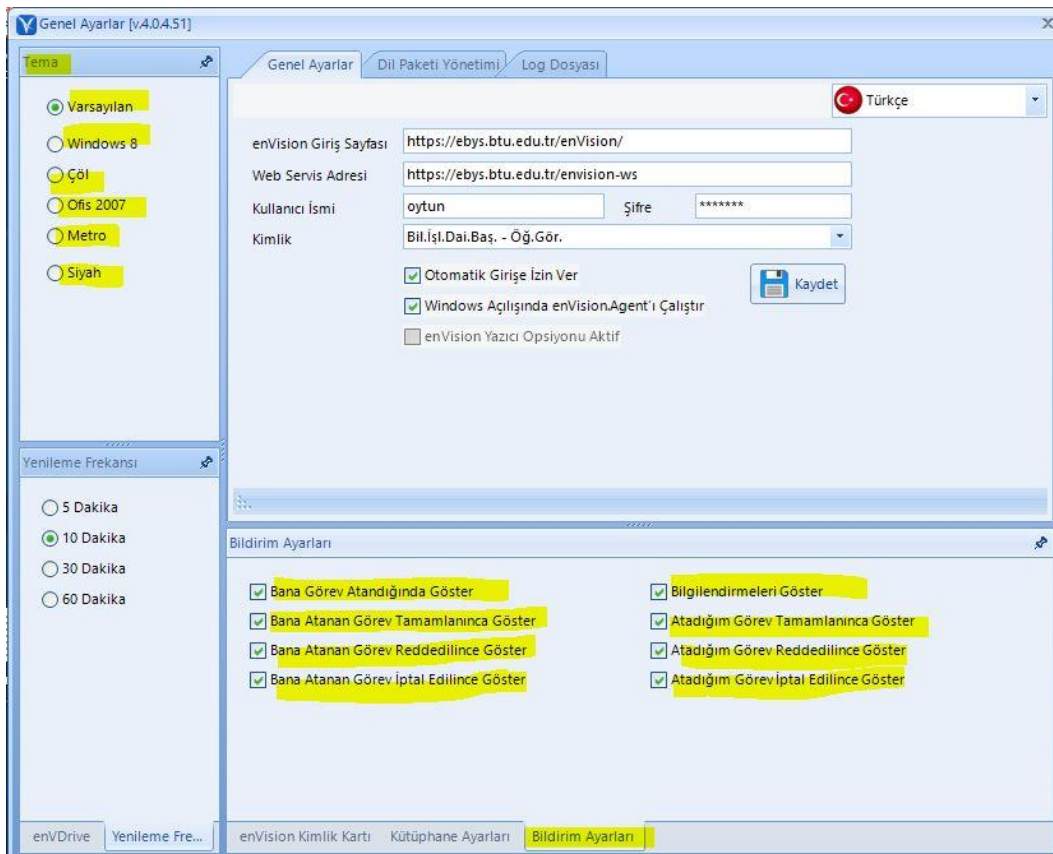 Genel Ayarlar [v.4.0.4.51]
Tema
Varsayılan
Windows 8
Çöl
Ofis 2007
Metro
Siyah
Genel Ayarlar
Dil Paketi Yönetimi
Log Dosyası
Türkçe
enVision Giriş Sayfası
https://ebys.btu.edu.tr/enVision/
Web Servis Adresi
https://ebys.btu.edu.tr/envision-ws
Kullanıcı İsmi
oytun
Şifre
*******
Kimlik
Bil.İşl.Dai.Baş. - Öğ.Gör.
Otomatik Girişe İzin Ver
Windows Açılışında enVision.Agent'ı Çalıştır
enVision Yazıcı Opsiyonu Aktif
Kaydet
Yenileme Frekansı
5 Dakika
10 Dakika
30 Dakika
60 Dakika
enVDrive
Yenileme Fre...
Bildirim Ayarları
Bana Görev Atandığında Göster
Bana Atanan Görev Tamamlanınca Göster
Bana Atanan Görev Reddedilince Göster
Bana Atanan Görev İptal Edilince Göster
Bilgilendirmeleri Göster
Atadığım Görev Tamamlanınca Göster
Atadığım Görev Reddedilince Göster
Atadığım Görev İptal Edilince Göster
enVision Kimlik Kartı
Kütüphane Ayarları
Bildirim Ayarları